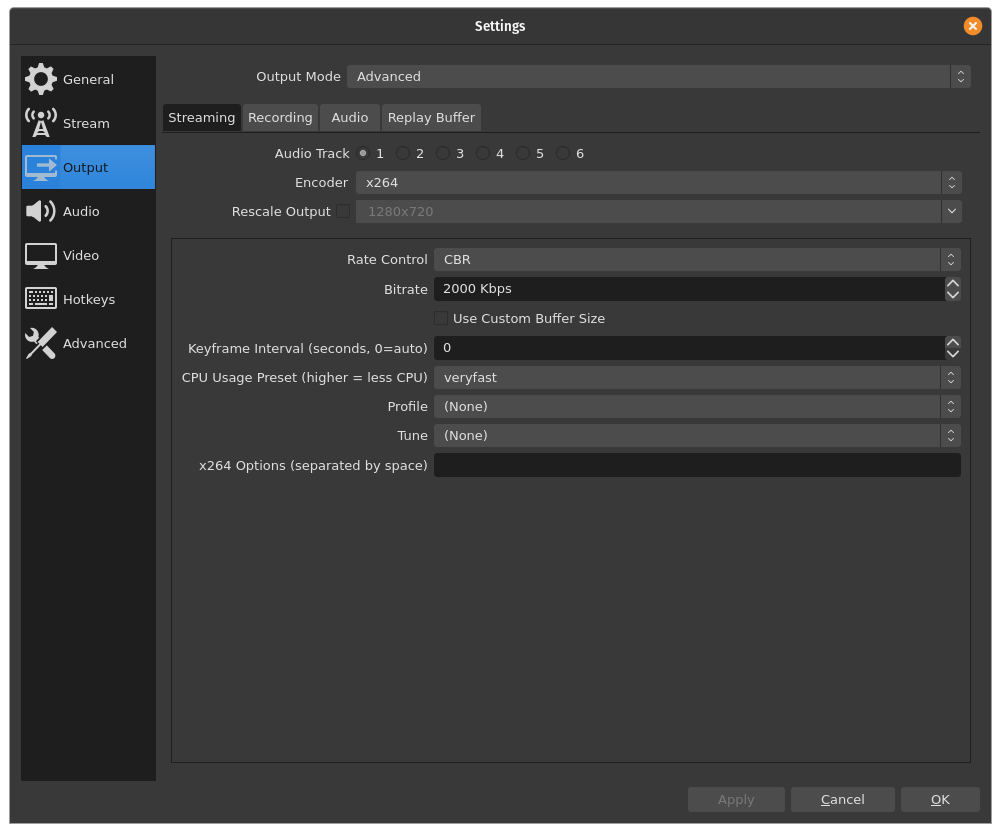 Settings
General
Stream
Output
Audio
Video
Hotkeys
Advanced
Output Mode Advanced
Streaming Recording Audio Replay Buffer
Audio Track 1 2 3 4 5 6
Encoder x264
Rescale Output 1280x720
Rate Control CBR
Bitrate 2000 Kbps
Use Custom Buffer Size
Keyframe Interval (seconds, 0=auto) 0
CPU Usage Preset (higher = less CPU) veryfast
Profile (None)
Tune (None)
x264 Options (separated by space)
Apply Cancel OK